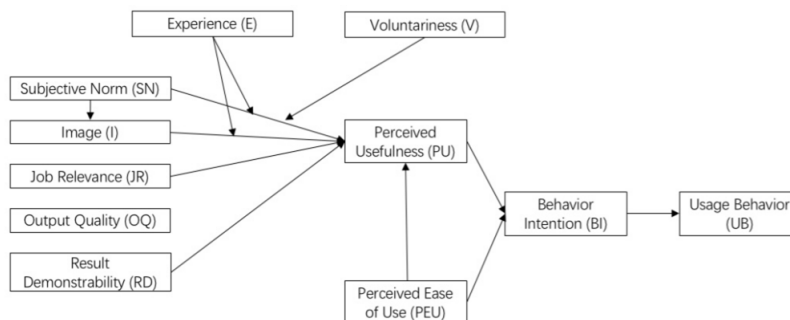 Experience (E)
Voluntariness (V)
Subjective Norm (SN)
Image (I)
Job Relevance (JR)
Output Quality (OQ)
Result
Demonstrability (RD)
Perceived
Usefulness (PU)
Perceived Ease
of Use (PEU)
Behavior
Intention (BI)
Usage Behavior
(UB)